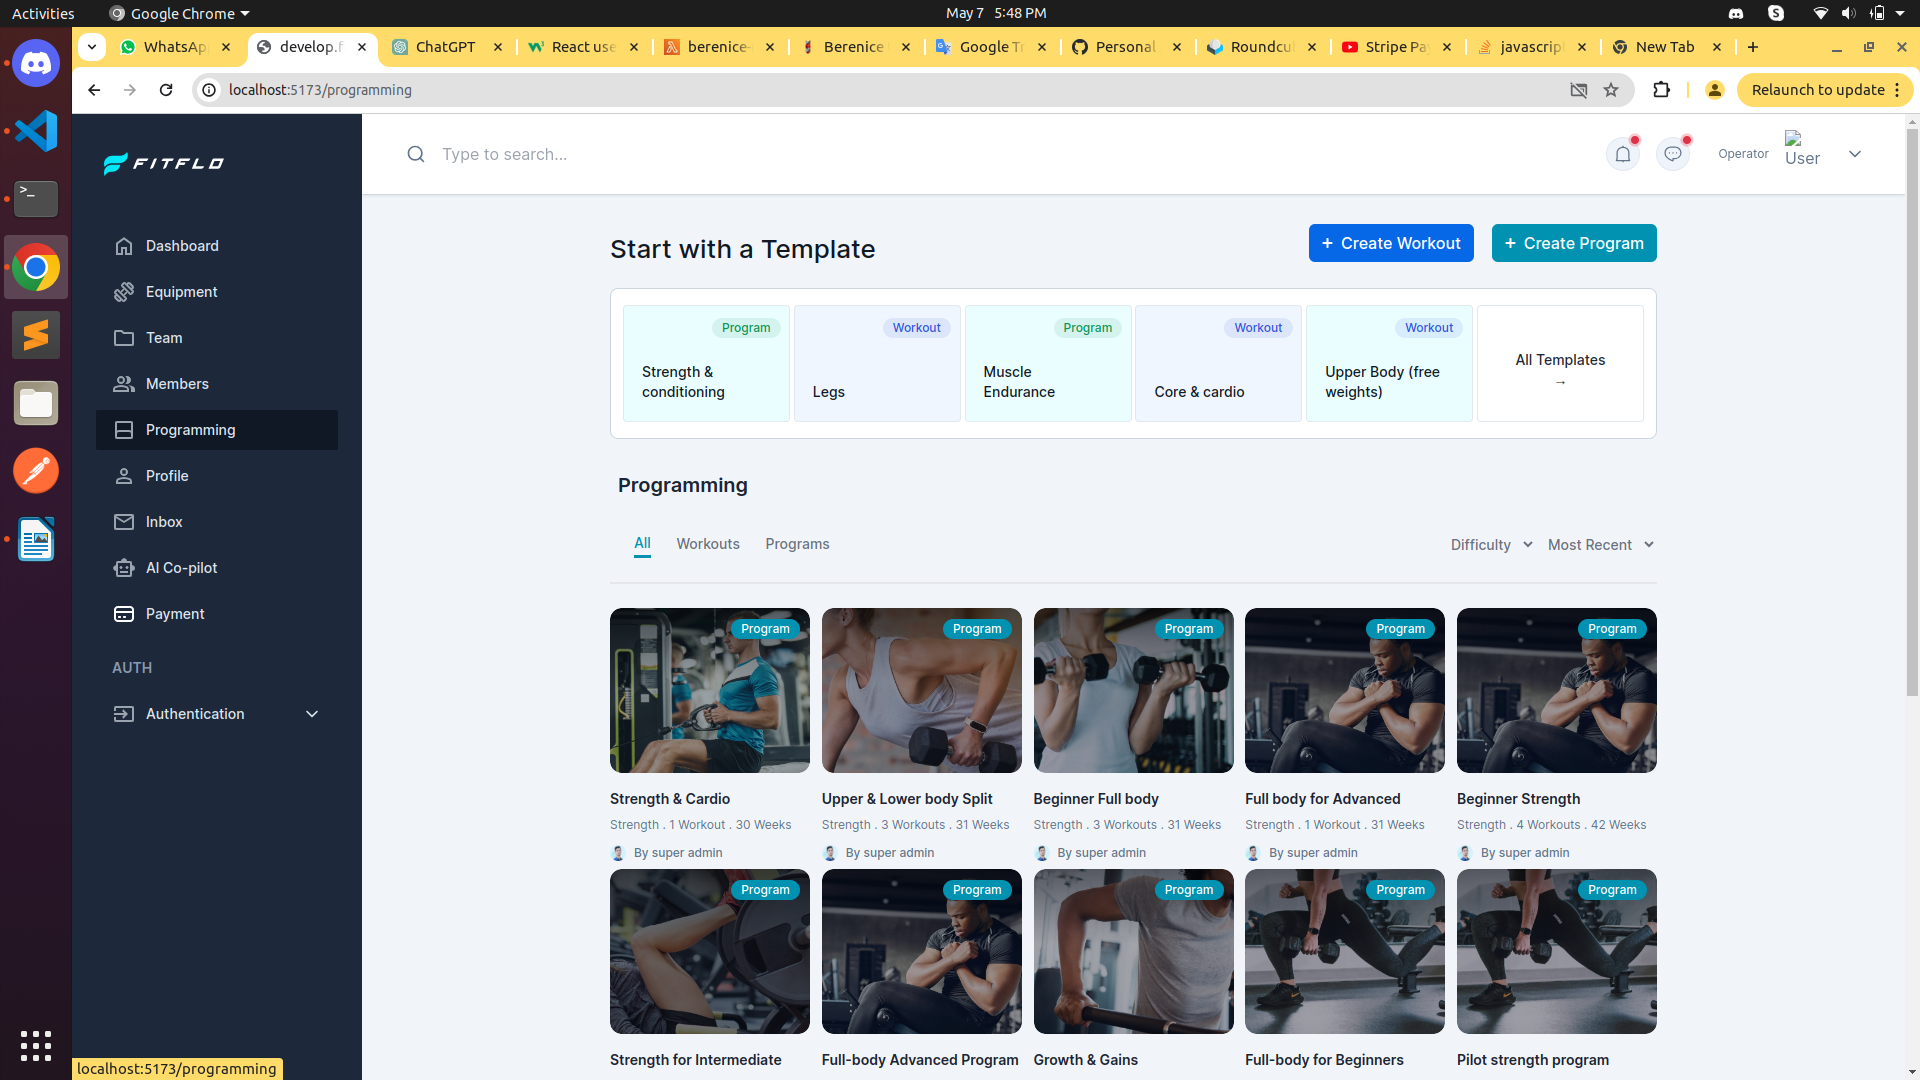 Activities
Google Chrome
May 7 5:48 PM
WhatsAp
develop.f
ChatGPT
React use
berenice-
Berenice
Google Tr
Personal
Roundcu
Stripe Pa
javascrip
New Tab
localhost:5173/programming
Relaunch to update
FITFLO
Type to search...
Operator
User
Dashboard
Equipment
Team
Members
Programming
Profile
Inbox
AI Co-pilot
Payment
AUTH
Authentication
Start with a Template
+ Create Workout
+ Create Program
Program
Strength &
conditioning
Workout
Legs
Program
Muscle
Endurance
Workout
Core & cardio
Workout
Upper Body (free
weights)
All Templates
→
Programming
All
Workouts
Programs
Difficulty
Most Recent
Program
Program
Program
Program
Program
Strength & Cardio
Strength . 1 Workout . 30 Weeks
By super admin
Upper & Lower body Split
Strength . 3 Workouts . 31 Weeks
By super admin
Beginner Full body
Strength . 3 Workouts . 31 Weeks
By super admin
Full body for Advanced
Strength . 1 Workout . 31 Weeks
By super admin
Beginner Strength
Strength . 4 Workouts . 42 Weeks
By super admin
Program
Program
Program
Program
Program
Strength for Intermediate
Full-body Advanced Program
Growth & Gains
Full-body for Beginners
Pilot strength program
localhost:5173/programming